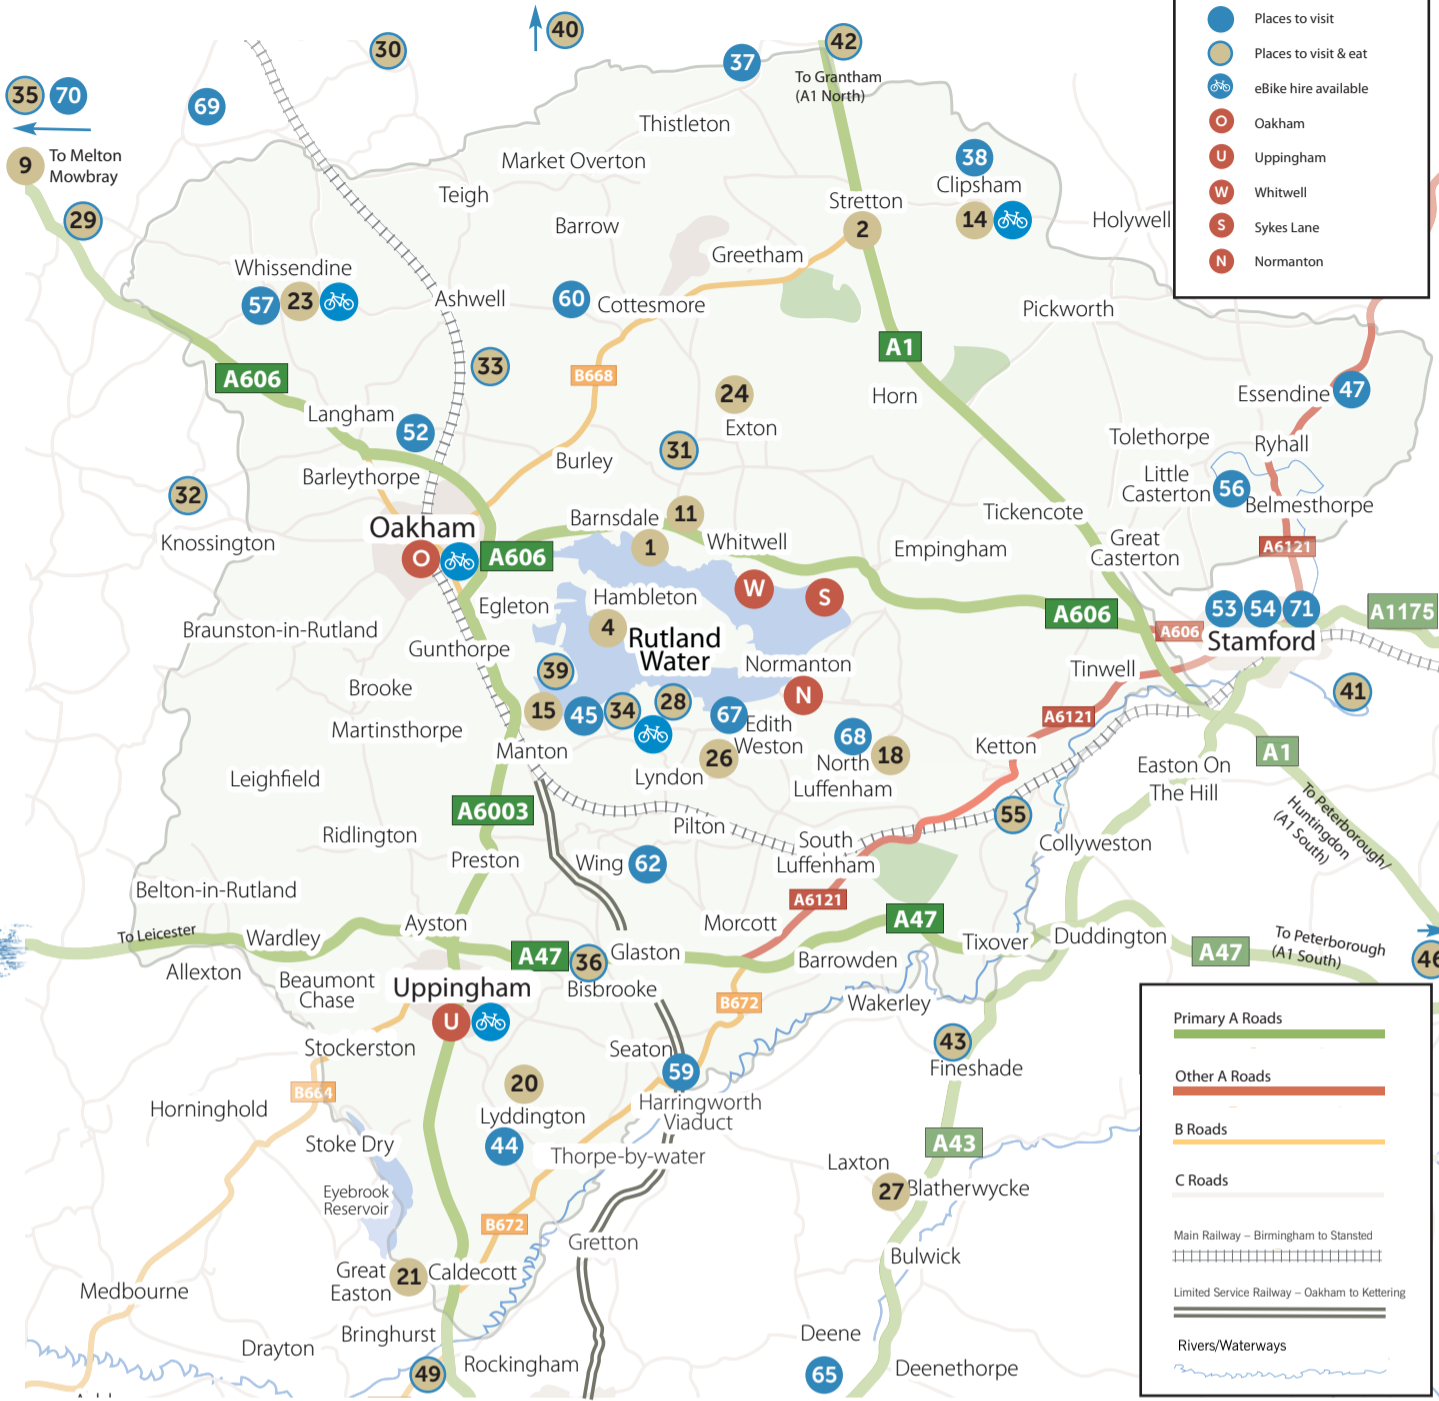 40
30
42
37
To Grantham
(A1 North)
35
70
69
9
To Melton
Mowbray
29
Places to visit
Places to visit & eat
eBike hire available
O
Oakham
U
Uppingham
W
Whitwell
S
Sykes Lane
N
Normanton
Thistleton
Market Overton
Teigh
38
Clipsham
14
Stretton
2
Holywell
Barrow
Greetham
Whissendine
57
23
Ashwell
60
Cottesmore
Pickworth
A1
33
B668
A606
24
Exton
Horn
Essendine
47
Langham
52
31
Burley
Tolethorpe
Ryhall
Barleythorpe
Little
Casterton
56
Belmesthorpe
32
Knossington
Oakham
O
A606
Barnsdale
11
1
Whitwell
Tickencote
Empingham
Great
Casterton
A6121
W
S
Egleton
Hambleton
4
Rutland
Water
A606
A606
53
54
71
Stamford
A1175
Braunston-in-Rutland
Gunthorpe
39
Normanton
N
Tinwell
41
Brooke
Martinsthorpe
15
45
34
28
67
Edith
Weston
68
North
Luffenham
18
A6121
Manton
26
Lyndon
Ketton
Easton On
The Hill
A1
To Peterborough/
Huntingdon
(A1 South)
Leighfield
A6003
Ridlington
Pilton
55
Collyweston
South
Luffenham
Preston
Wing
62
Belton-in-Rutland
A6121
A47
Morcott
To Leicester
Wardley
Ayston
A47
36
Glaston
Barrowden
Tixover
Duddington
A47
To Peterborough
(A1 South)
46
Allexton
Beaumont
Chase
Uppingham
U
Bisbrooke
B672
Wakerley
Stockerston
Seaton
59
43
Fineshade
B664
20
Lyddington
Harringworth
Viaduct
Horninghold
Stoke Dry
44
Thorpe-by-water
A43
Laxton
27
Blatherwycke
Eyebrook
Reservoir
B672
Gretton
Bulwick
Great
Easton
21
Caldecott
Medbourne
Bringhurst
Drayton
49
Rockingham
Deene
65
Deenethorpe
Primary A Roads
Other A Roads
B Roads
C Roads
Main Railway – Birmingham to Stansted
Limited Service Railway – Oakham to Kettering
Rivers/Waterways